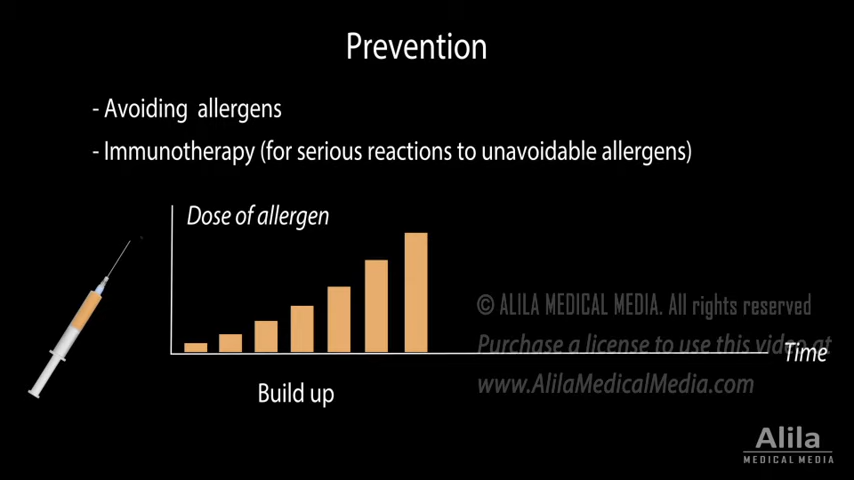 Prevention
- Avoiding allergens
- Immunotherapy (for serious reactions to unavoidable allergens)
Dose of allergen
© ALILA MEDICAL MEDIA. All rights reserved
Purchase a license to use this video at
Time
www.AlilaMedicalMedia.com
Build up
Alila
MEDICAL MEDIA